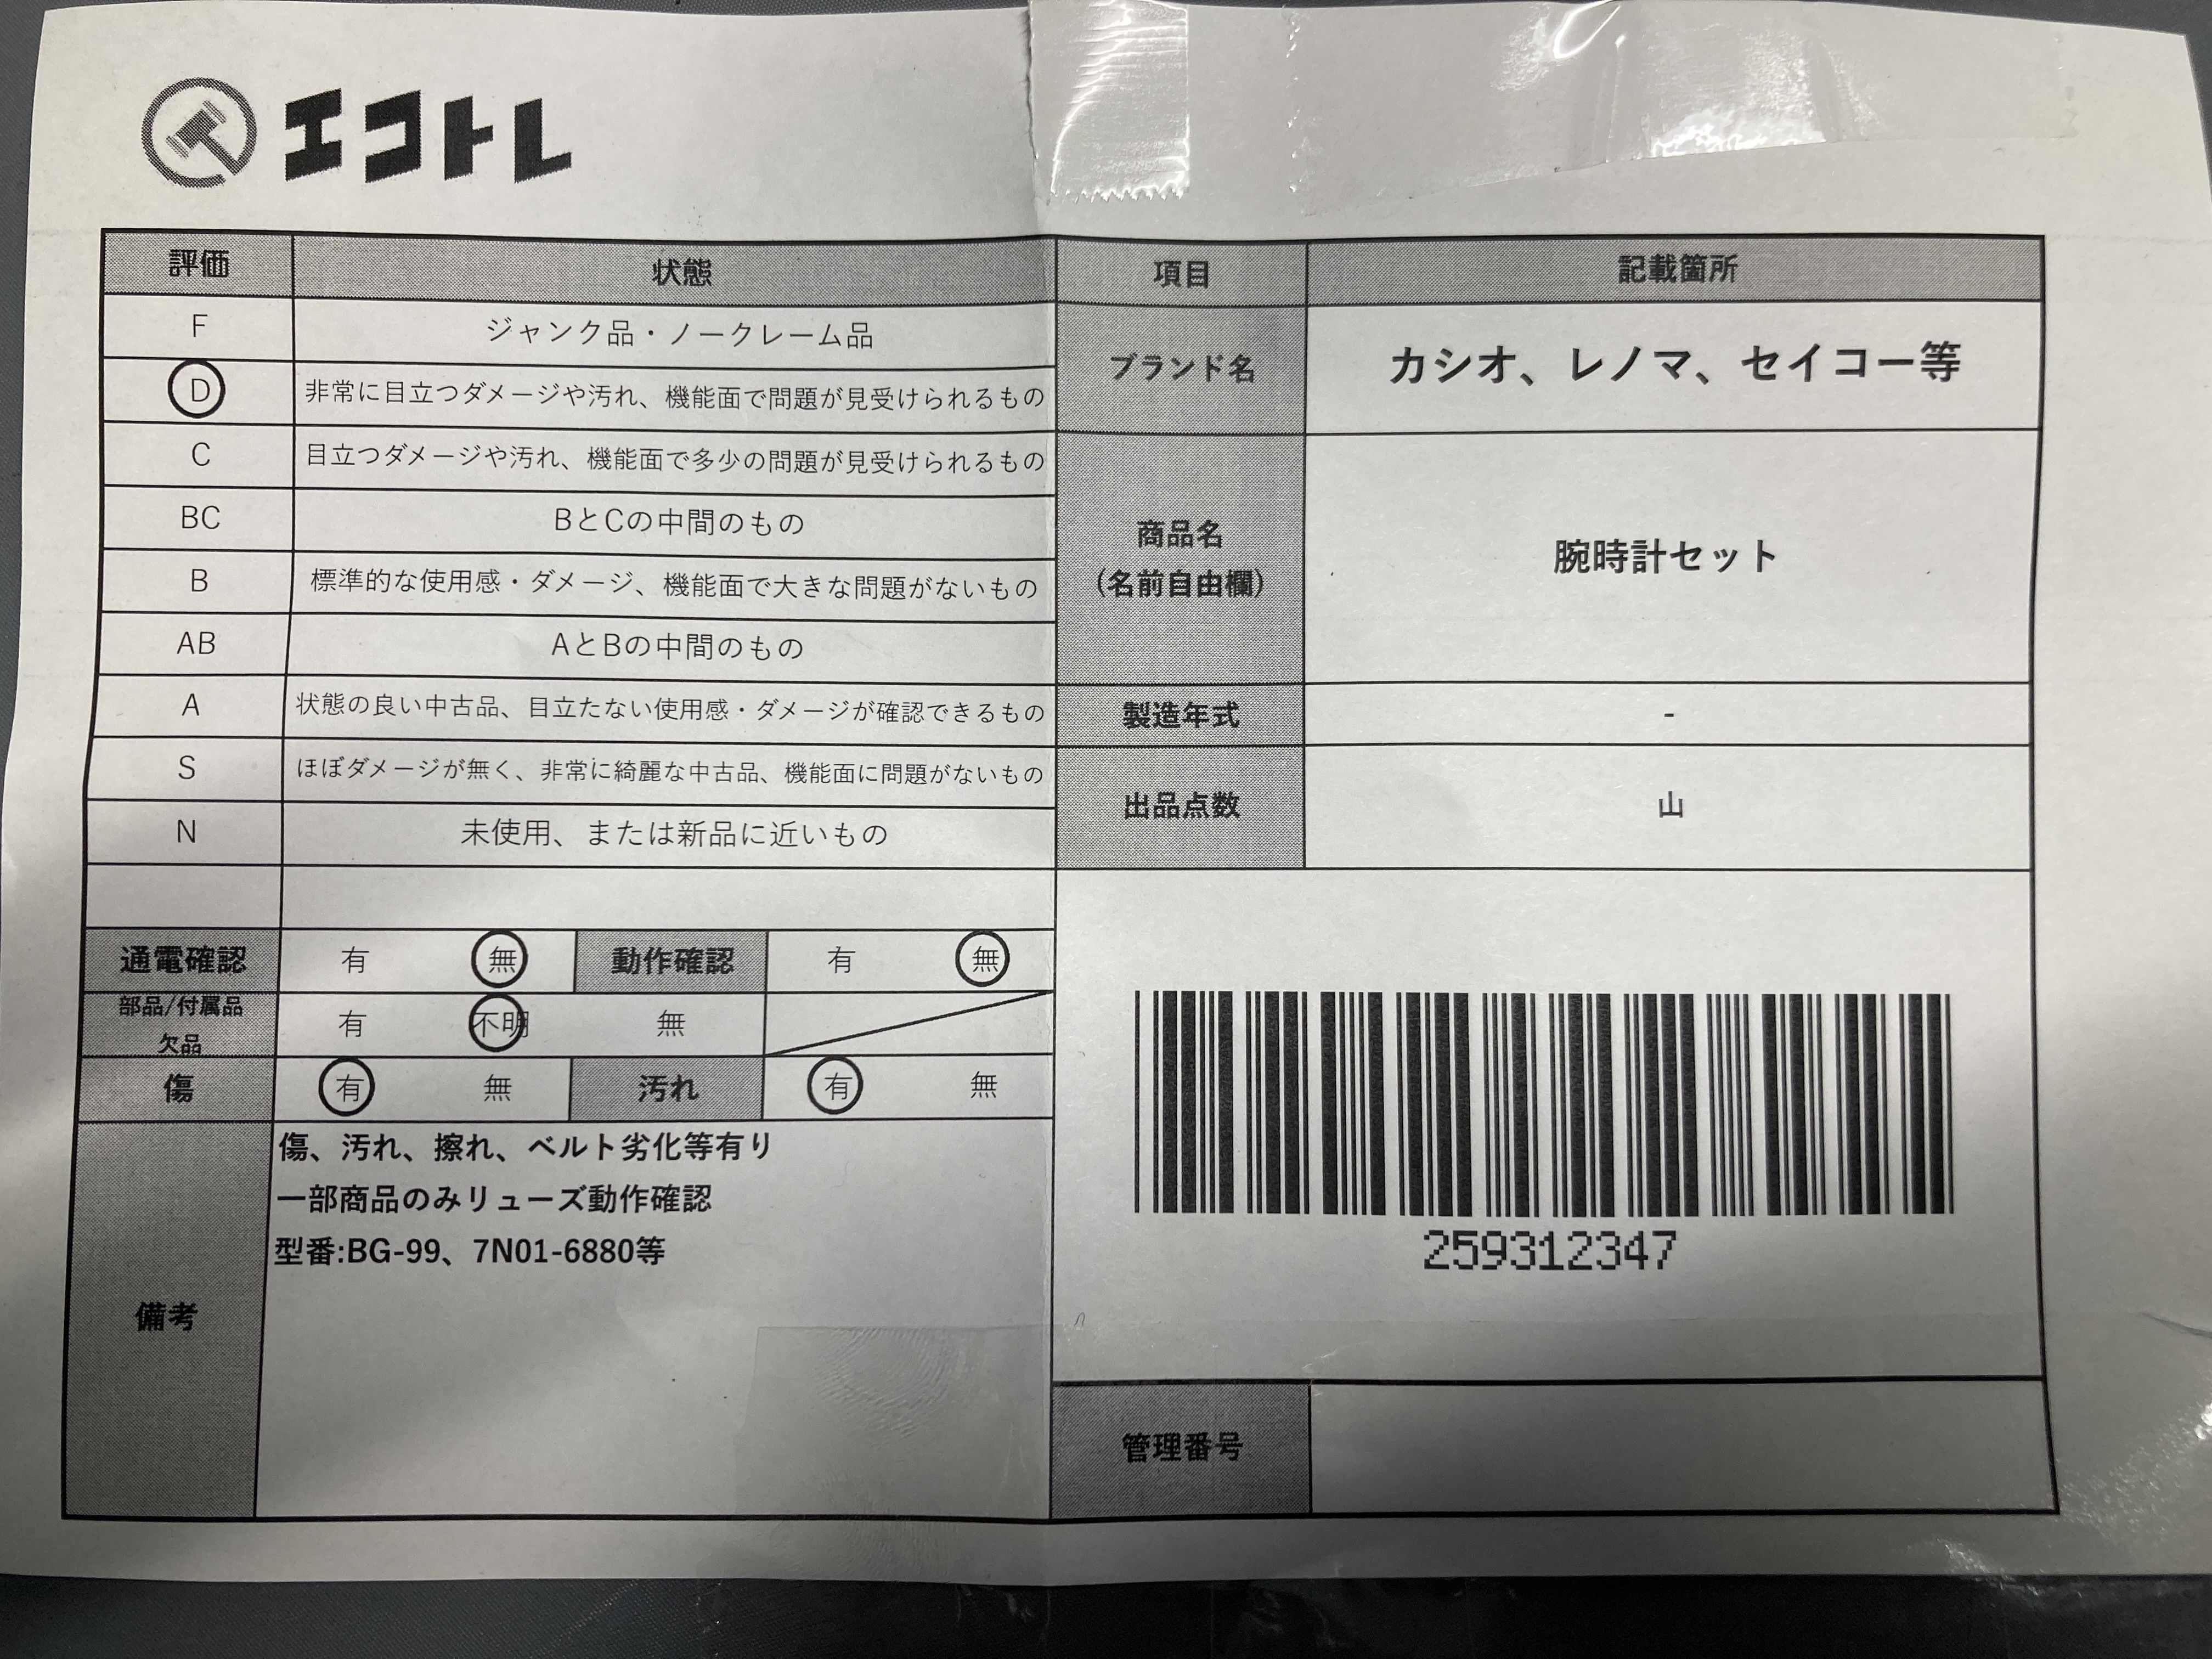 エコトレ
評価 状態
F ジャンク品・ノークレーム品
D 非常に目立つダメージや汚れ、機能面で問題が見受けられるもの
C 目立つダメージや汚れ、機能面で多少の問題が見受けられるもの
BC BとCの中間のもの
B 標準的な使用感・ダメージ、機能面で大きな問題がないもの
AB AとBの中間のもの
A 状態の良い中古品、目立たない使用感・ダメージが確認できるもの
S ほぼダメージが無く、非常に綺麗な中古品、機能面に問題がないもの
N 未使用、または新品に近いもの
通電確認 有 無 動作確認 有 無
部品/付属品
欠品 有 不明 無
傷 有 無 汚れ 有 無
備考
傷、汚れ、擦れ、ベルト劣化等有り
一部商品のみリューズ動作確認
型番:BG-99、7N01-6880等
項目 記載箇所
ブランド名 カシオ、レノマ、セイコー等
商品名
(名前自由欄) 腕時計セット
製造年式 -
出品点数 山
259312347
管理番号